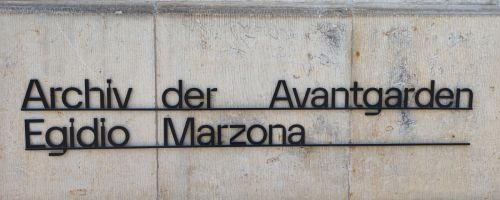 Archiv der Avantgarden
Egidio Marzona